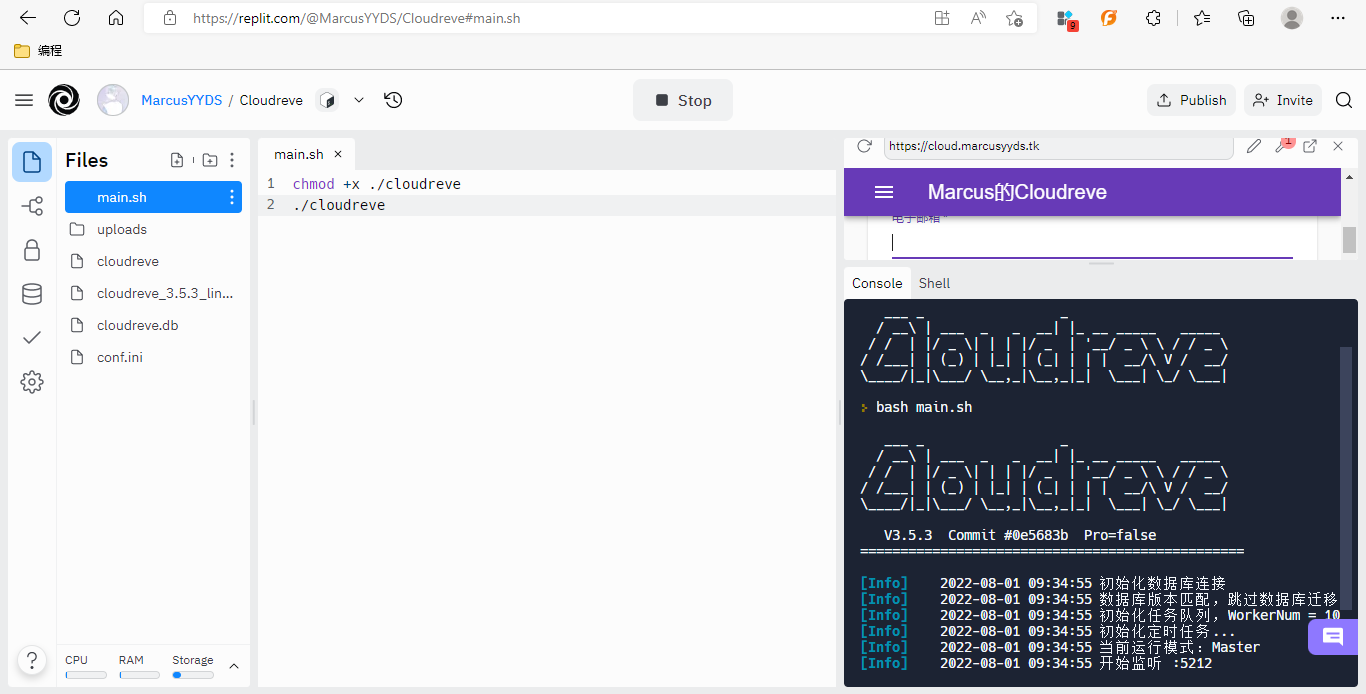 https://replit.com/@MarcusYYDS/Cloudreve#main.sh
9
编程
MarcusYYDS / Cloudreve
Stop
Publish
Invite
Files
main.sh
uploads
cloudreve
cloudreve_3.5.3_lin...
cloudreve.db
conf.ini
CPU
RAM
Storage
main.sh
1 chmod +x ./cloudreve
2 ./cloudreve
https://cloud.marcusyyds.tk
1
Marcus的Cloudreve
电子邮箱 *
Console
Shell
Cloudreve
bash main.sh
Cloudreve
V3.5.3 Commit #0e5683b Pro=false
================================================
[Info] 2022-08-01 09:34:55 初始化数据库连接
[Info] 2022-08-01 09:34:55 数据库版本匹配，跳过数据库迁移
[Info] 2022-08-01 09:34:55 初始化任务队列，WorkerNum = 10
[Info] 2022-08-01 09:34:55 初始化定时任务...
[Info] 2022-08-01 09:34:55 当前运行模式：Master
[Info] 2022-08-01 09:34:55 开始监听 :5212